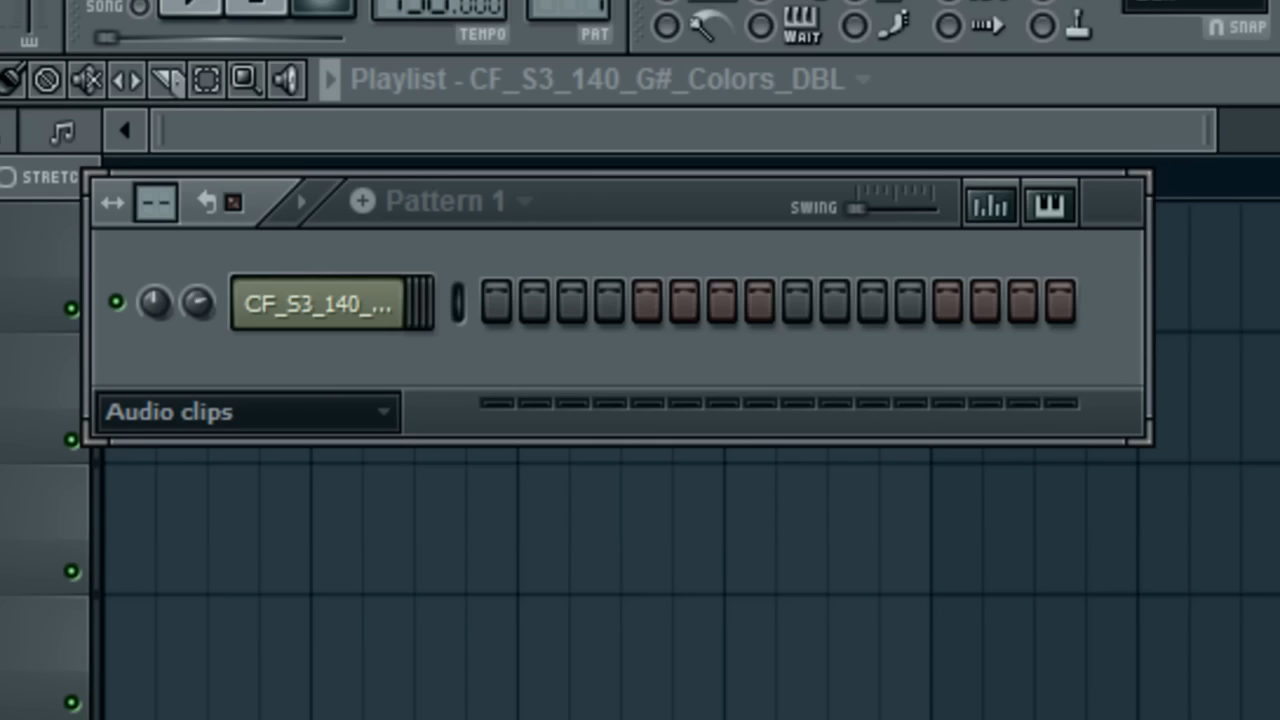 SONG
TEMPO
PAT
WAIT
SNAP
Playlist - CF_S3_140_G#_Colors_DBL
STRETC
Pattern 1
SWING
CF_S3_140_...
Audio clips